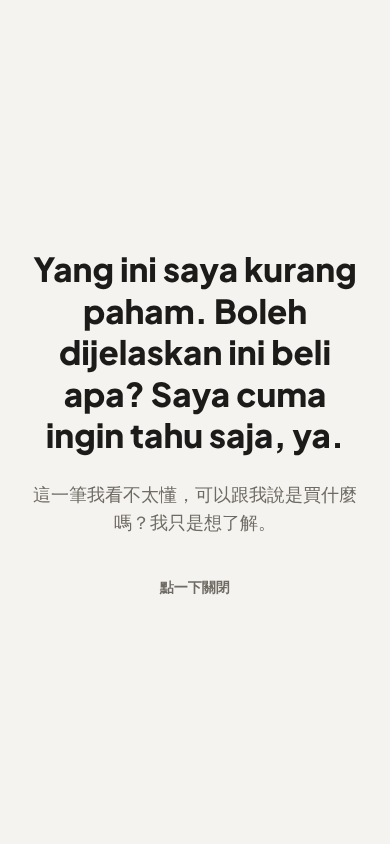 Yang ini saya kurang
paham. Boleh
dijelaskan ini beli
apa? Saya cuma
ingin tahu saja, ya.
這一筆我看不太懂，可以跟我說是買什麼
嗎？我只是想了解。
點一下關閉